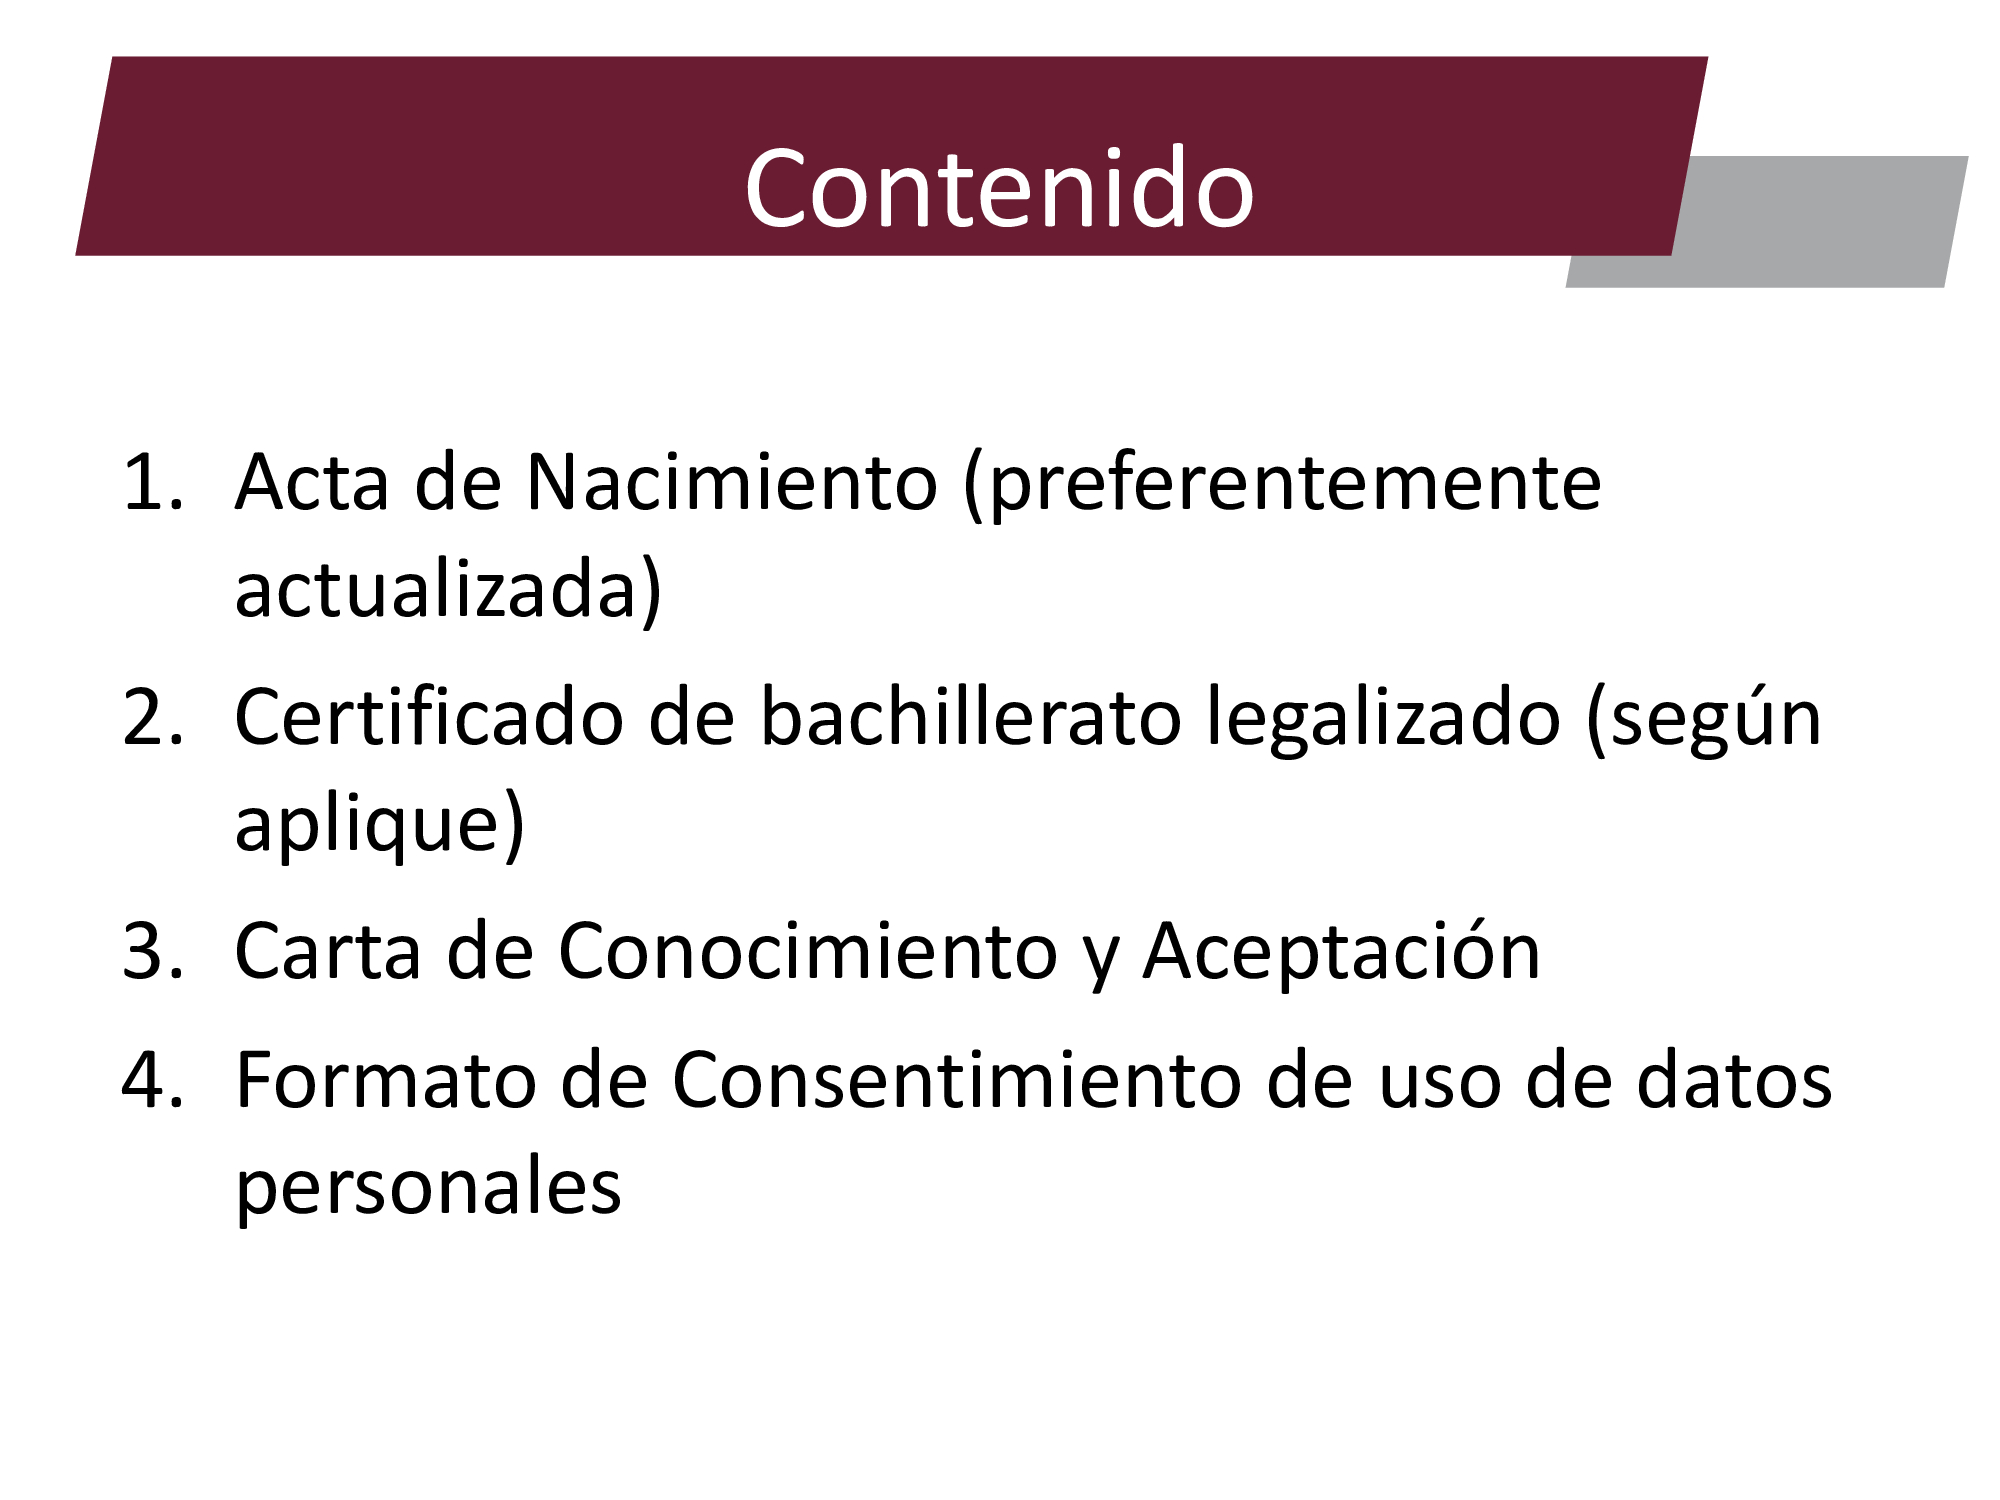 Contenido
1. Acta de Nacimiento (preferentemente
actualizada)
2. Certificado de bachillerato legalizado (según
aplique)
3. Carta de Conocimiento y Aceptación
4. Formato de Consentimiento de uso de datos
personales